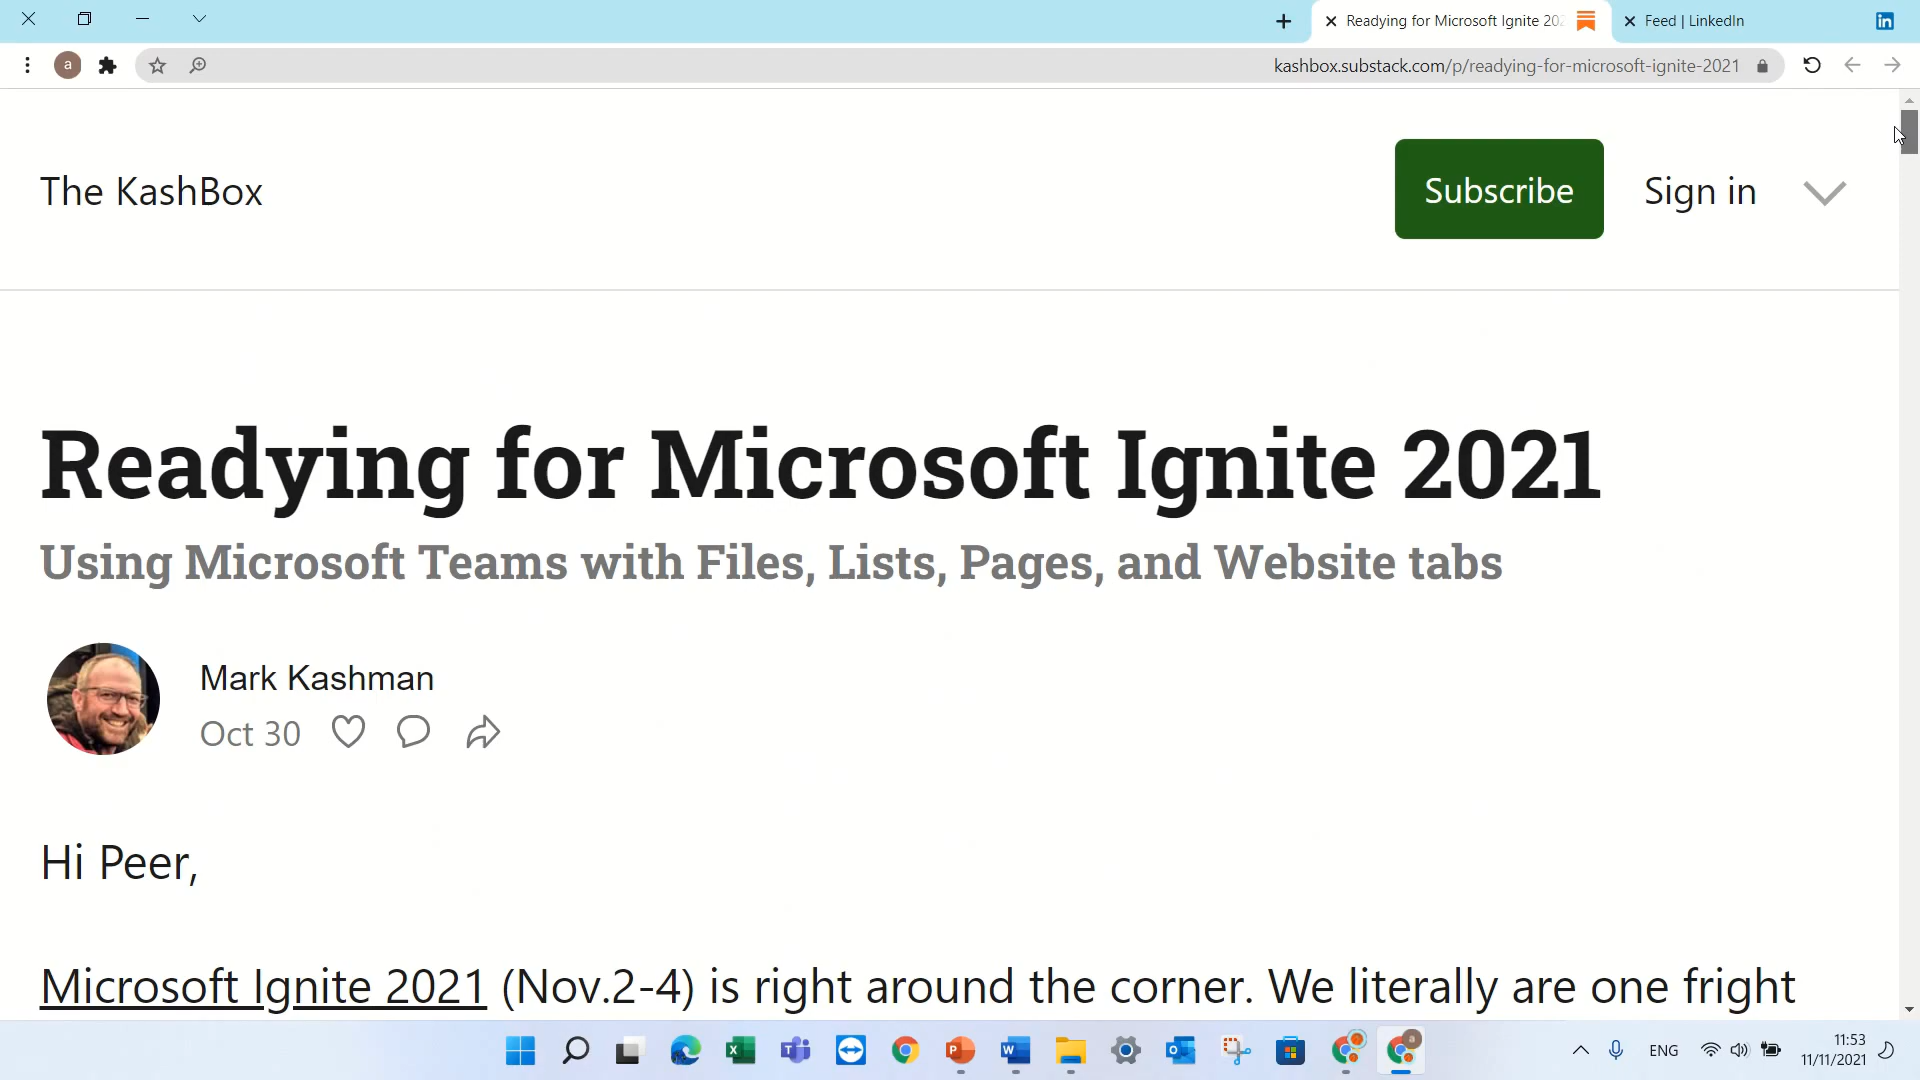 Readying for Microsoft Ignite 202
Feed | LinkedIn
a
kashbox.substack.com/p/readying-for-microsoft-ignite-2021
The KashBox
Subscribe
Sign in
Readying for Microsoft Ignite 2021
Using Microsoft Teams with Files, Lists, Pages, and Website tabs
Mark Kashman
Oct 30
Hi Peer,
Microsoft Ignite 2021 (Nov.2-4) is right around the corner. We literally are one fright
ENG
11:53
11/11/2021